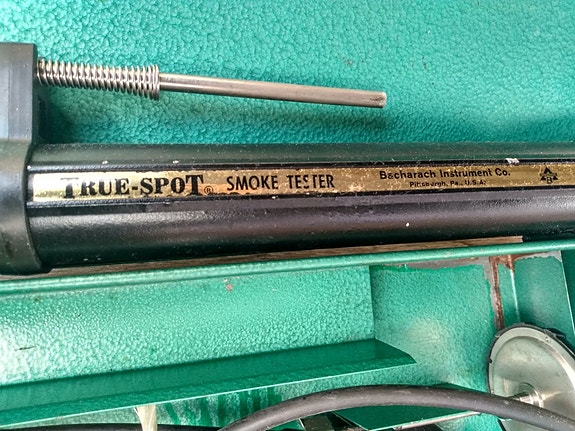 TRUE-SPOT® SMOKE TESTER
Bacharach Instrument Co.
Pittsburgh, Pa., U.S.A.